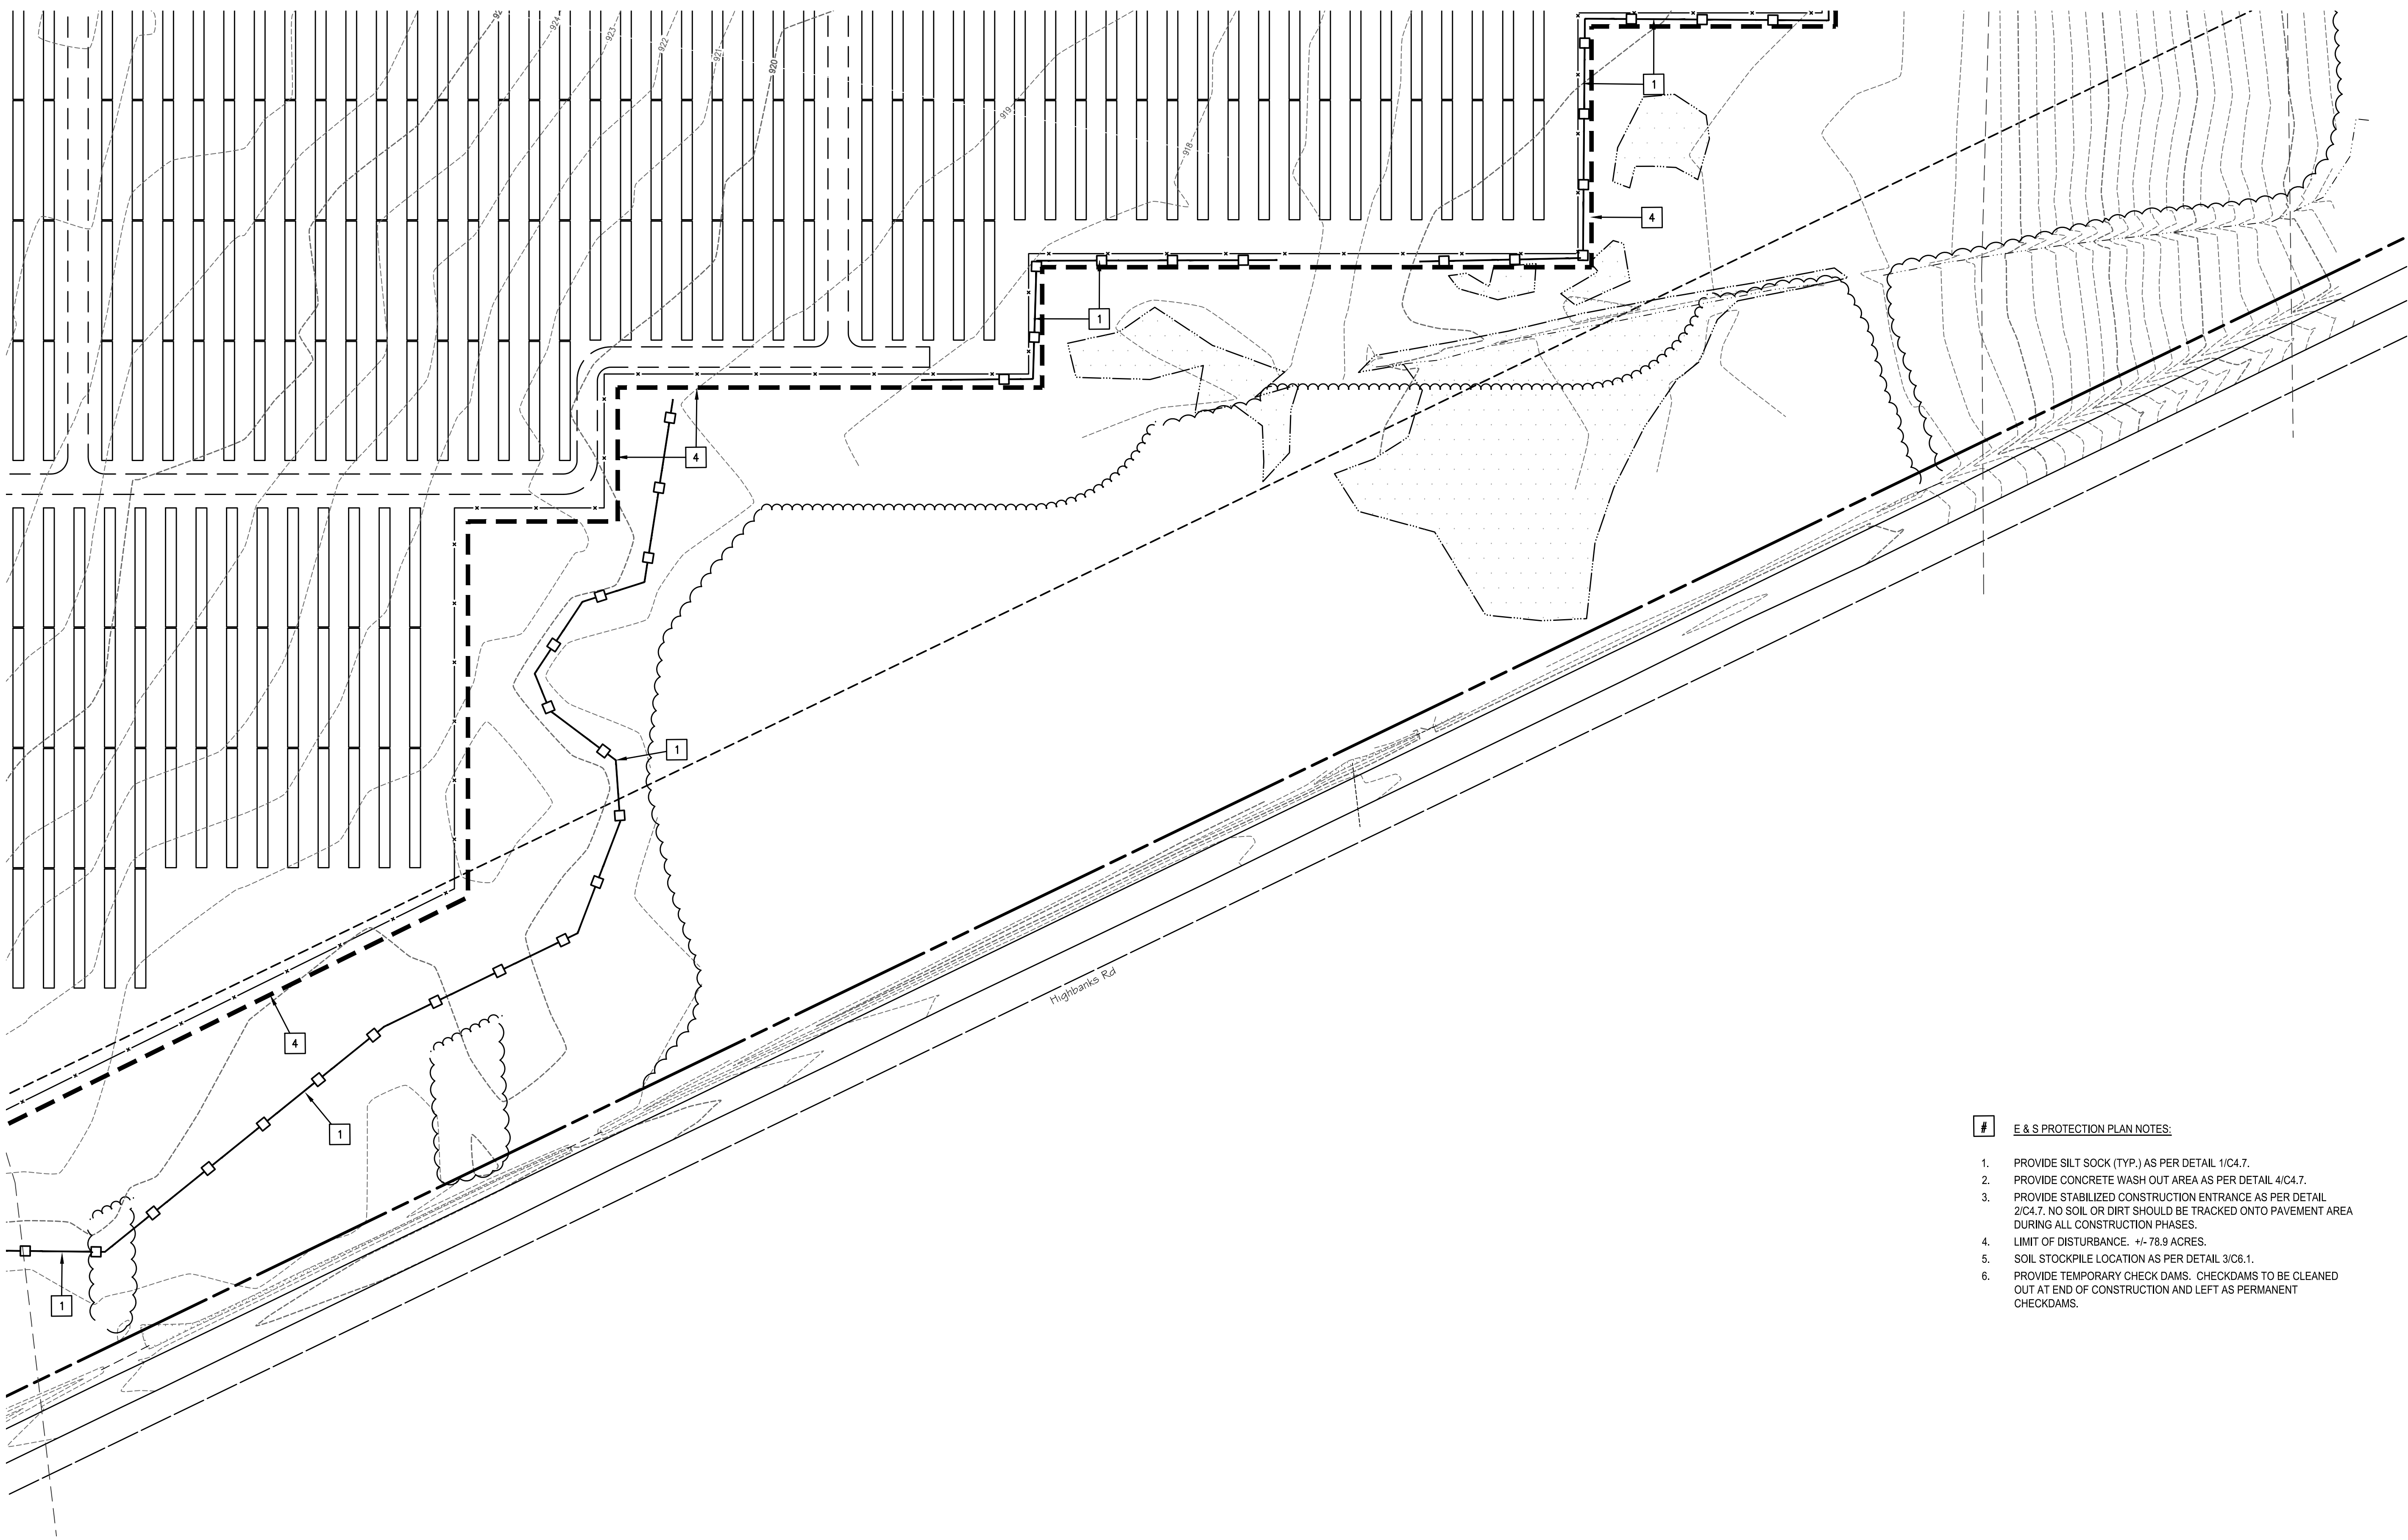 924
923
922
921
920
919
918
1
4
1
4
1
4
1
1
Highbanks Rd
# E & S PROTECTION PLAN NOTES:
1. PROVIDE SILT SOCK (TYP.) AS PER DETAIL 1/C4.7.
2. PROVIDE CONCRETE WASH OUT AREA AS PER DETAIL 4/C4.7.
3. PROVIDE STABILIZED CONSTRUCTION ENTRANCE AS PER DETAIL
2/C4.7. NO SOIL OR DIRT SHOULD BE TRACKED ONTO PAVEMENT AREA
DURING ALL CONSTRUCTION PHASES.
4. LIMIT OF DISTURBANCE. +/- 78.9 ACRES.
5. SOIL STOCKPILE LOCATION AS PER DETAIL 3/C6.1.
6. PROVIDE TEMPORARY CHECK DAMS. CHECKDAMS TO BE CLEANED
OUT AT END OF CONSTRUCTION AND LEFT AS PERMANENT
CHECKDAMS.